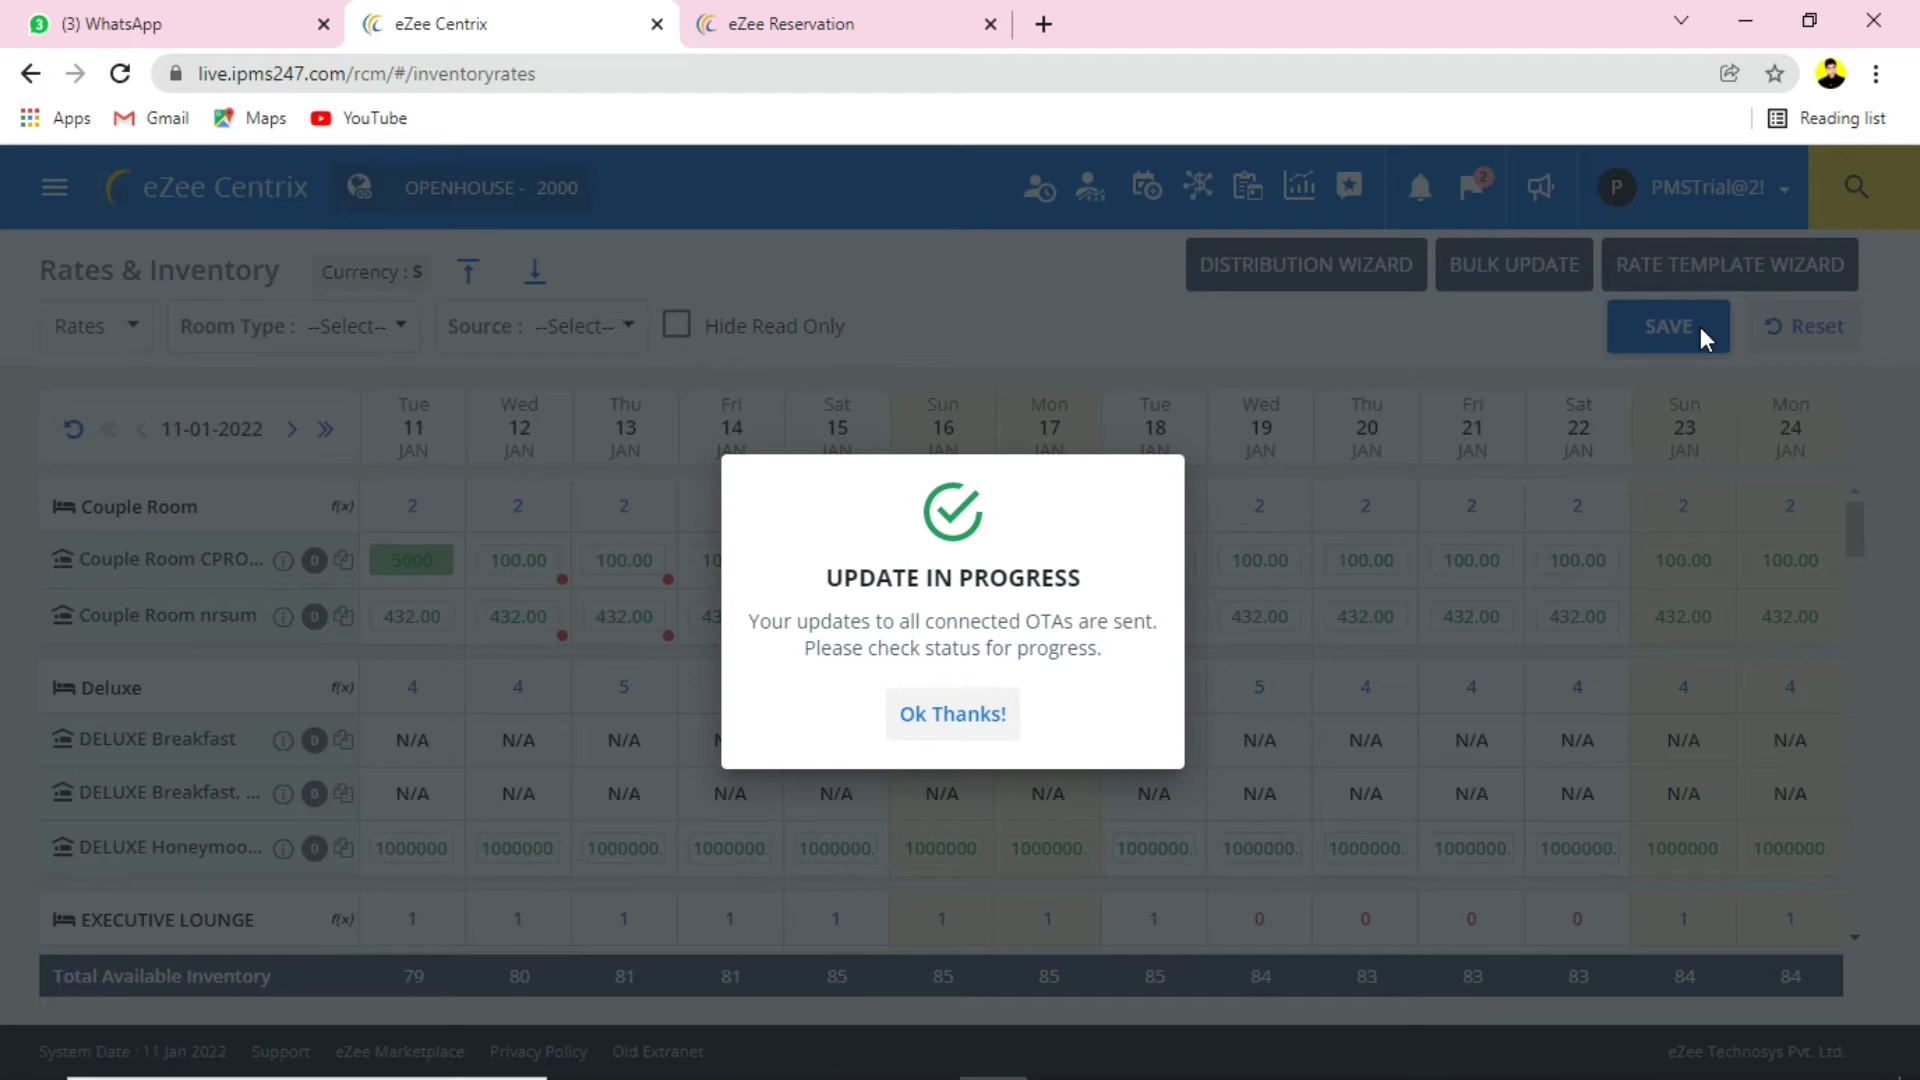 3 (3) WhatsApp eZee Centrix eZee Reservation
live.ipms247.com/rcm/#/inventoryrates
Apps Gmail Maps YouTube Reading list
eZee Centrix OPENHOUSE - 2000 2 P PMSTrial@2!
Rates & Inventory Currency : $ DISTRIBUTION WIZARD BULK UPDATE RATE TEMPLATE WIZARD
Rates Room Type : --Select-- Source : --Select-- Hide Read Only SAVE Reset
Tue Wed Thu Fri Sat Sun Mon Tue Wed Thu Fri Sat Sun Mon
11-01-2022 11 12 13 14 15 16 17 18 19 20 21 22 23 24
JAN JAN JAN JAN JAN JAN JAN JAN JAN JAN JAN JAN JAN JAN
Couple Room f(x) 2 2 2 2 2 2 2 2 2
Couple Room CPRO... 0 5000 100.00 100.00 10 100.00 100.00 100.00 100.00 100.00 100.00
Couple Room nrsum 0 432.00 432.00 432.00 43 432.00 432.00 432.00 432.00 432.00 432.00
Deluxe f(x) 4 4 5 5 4 4 4 4 4
DELUXE Breakfast 0 N/A N/A N/A N/A N/A N/A N/A N/A N/A
DELUXE Breakfast, ... 0 N/A N/A N/A N/A N/A N/A N/A N/A N/A N/A N/A N/A N/A N/A
DELUXE Honeymoo... 0 1000000 1000000. 1000000. 1000000. 1000000. 1000000. 1000000. 1000000. 1000000. 1000000. 1000000. 1000000. 1000000 1000000.
EXECUTIVE LOUNGE f(x) 1 1 1 1 1 1 1 1 0 0 0 0 1 1
Total Available Inventory 79 80 81 81 85 85 85 85 84 83 83 83 84 84
UPDATE IN PROGRESS
Your updates to all connected OTAs are sent.
Please check status for progress.
Ok Thanks!
System Date : 11 Jan 2022 Support eZee Marketplace Privacy Policy Old Extranet eZee Technosys Pvt. Ltd.